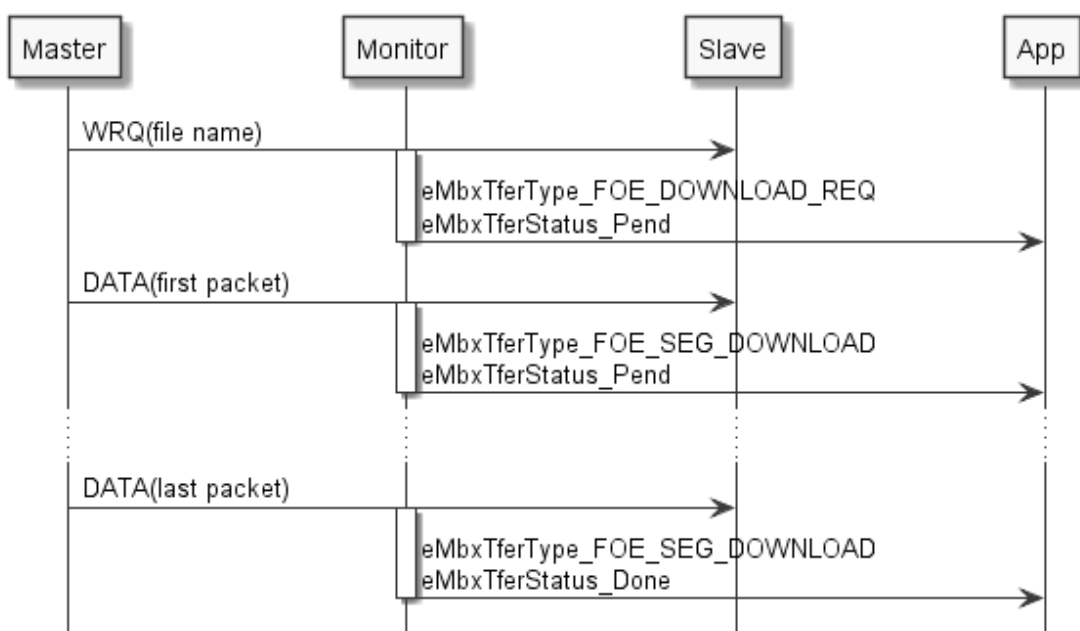 Master Monitor Slave App
WRQ(file name)
eMbxTferType_FOE_DOWNLOAD_REQ
eMbxTferStatus_Pend
DATA(first packet)
eMbxTferType_FOE_SEG_DOWNLOAD
eMbxTferStatus_Pend
DATA(last packet)
eMbxTferType_FOE_SEG_DOWNLOAD
eMbxTferStatus_Done